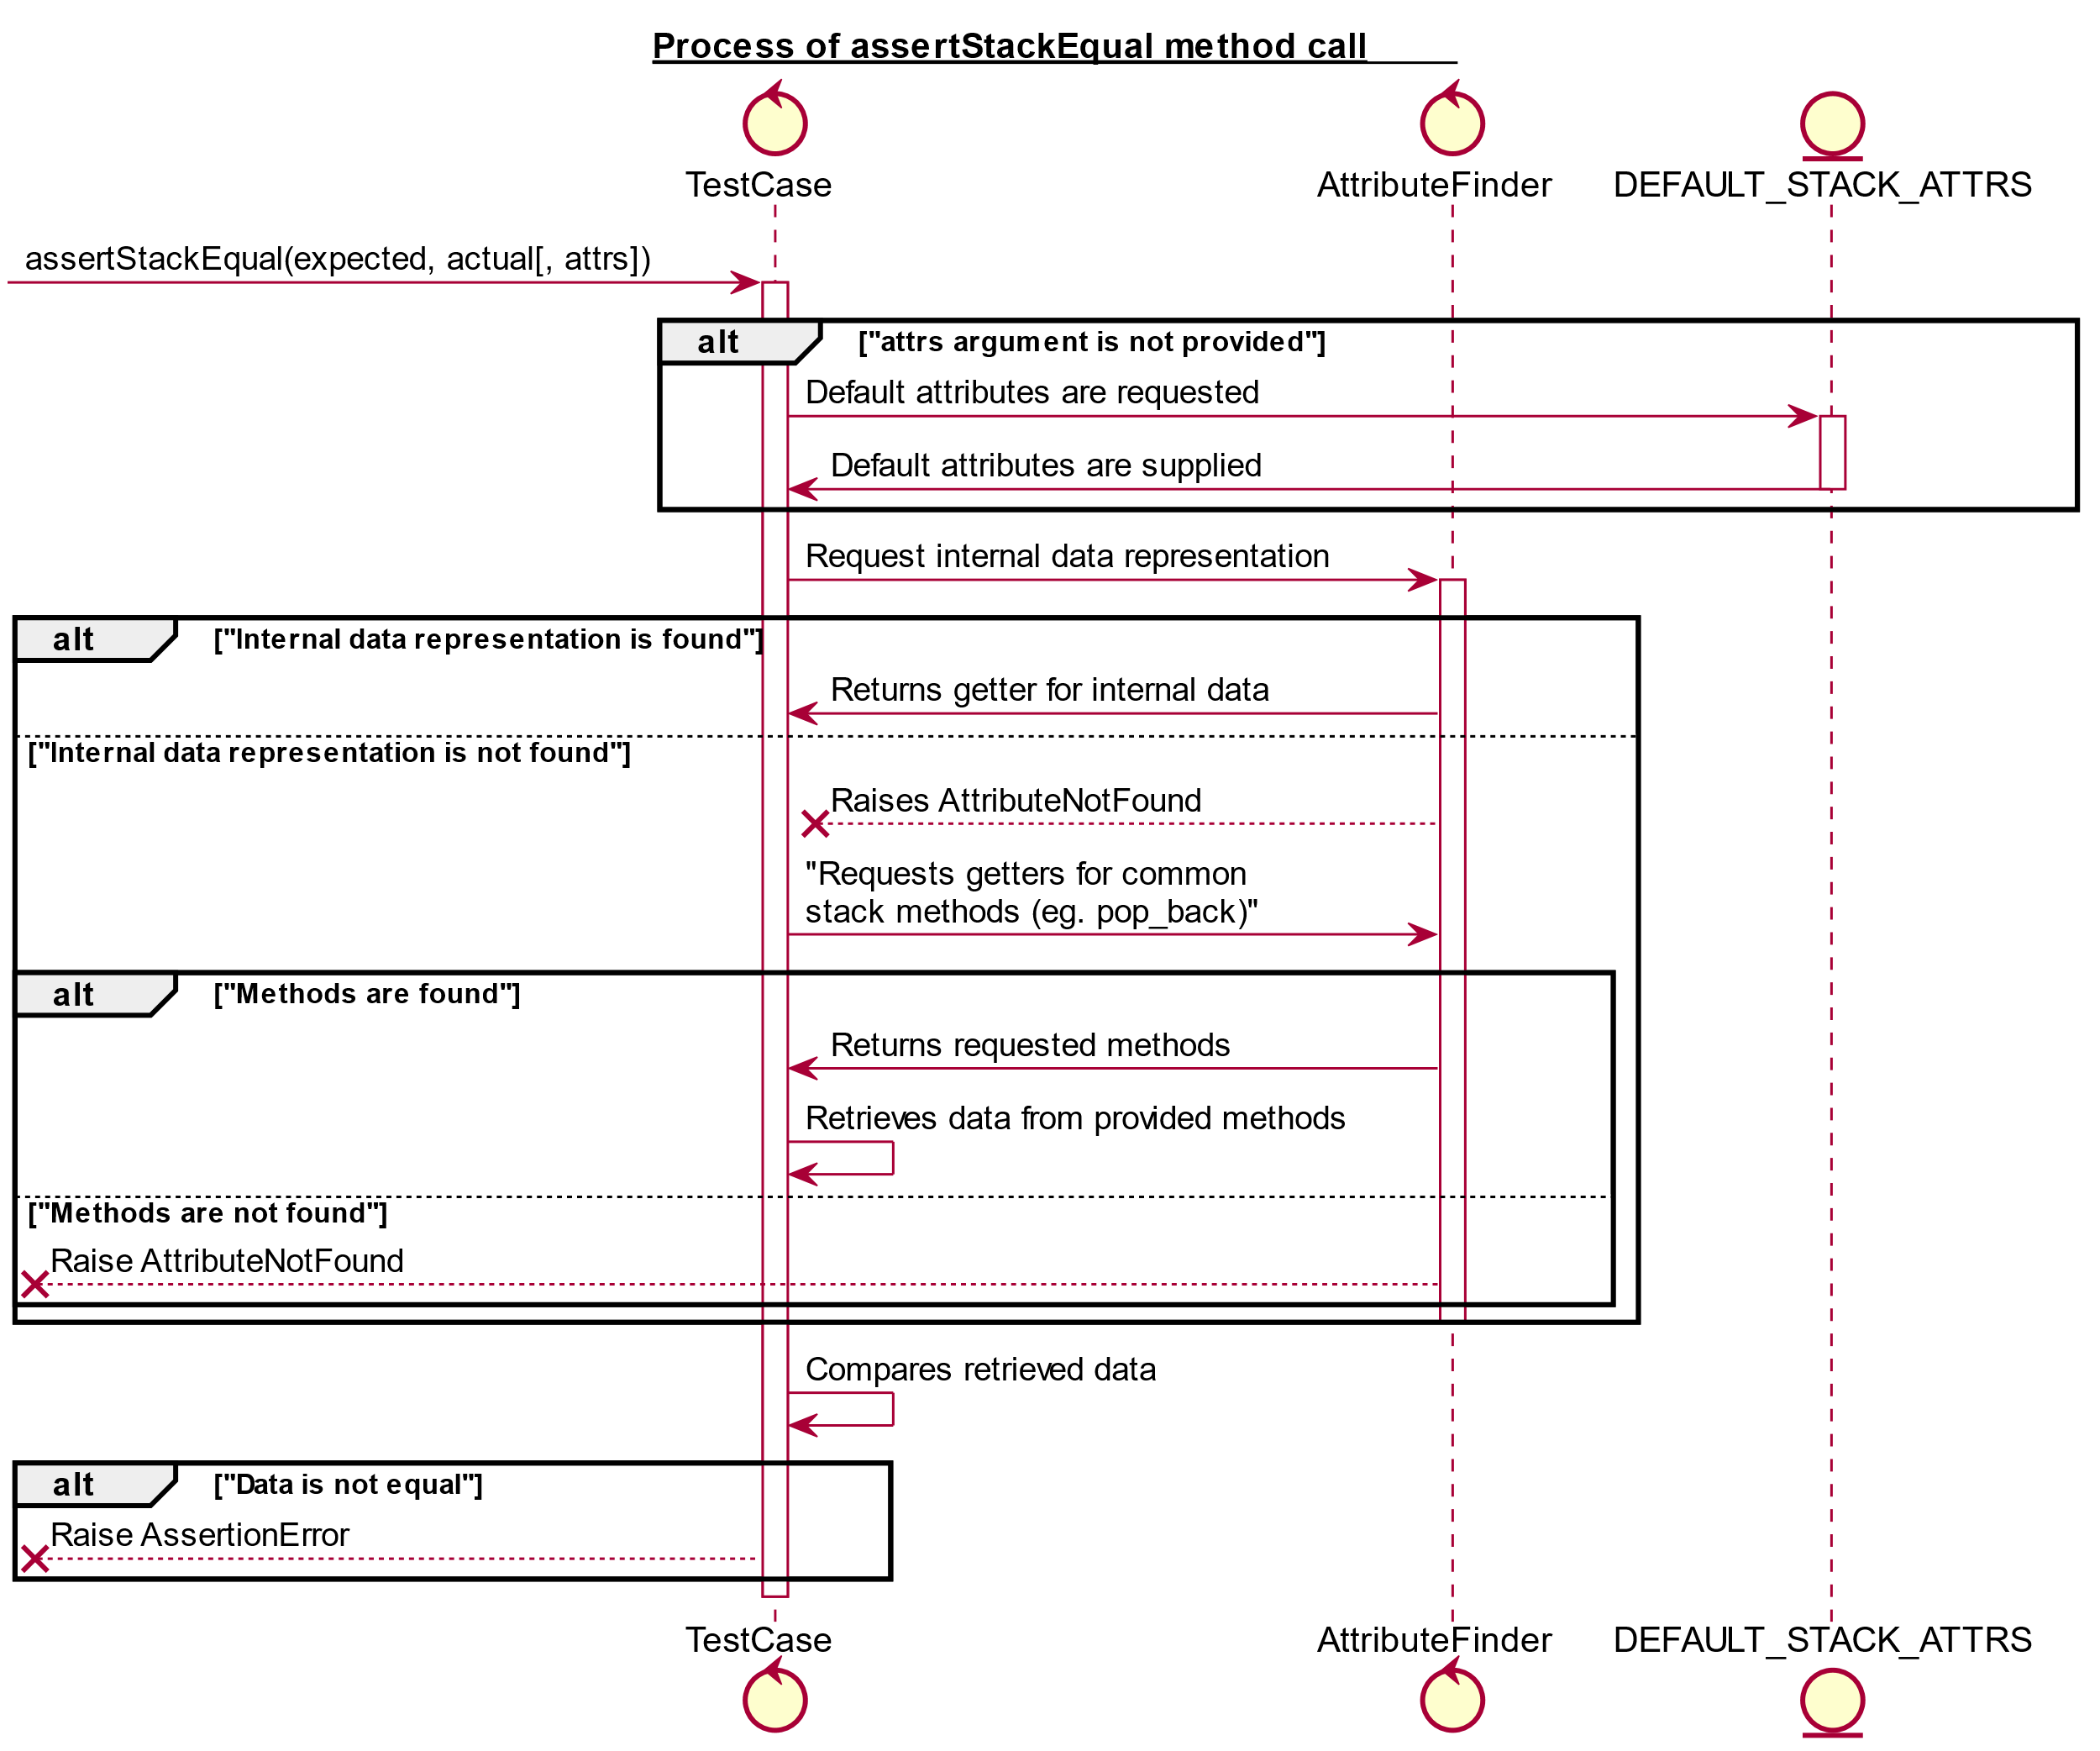 Process of assertStackEqual method call
TestCase
AttributeFinder
DEFAULT_STACK_ATTRS
assertStackEqual(expected, actual[, attrs])
alt ["attrs argument is not provided"]
Default attributes are requested
Default attributes are supplied
Request internal data representation
alt ["Internal data representation is found"]
Returns getter for internal data
["Internal data representation is not found"]
Raises AttributeNotFound
"Requests getters for common
stack methods (eg. pop_back)"
alt ["Methods are found"]
Returns requested methods
Retrieves data from provided methods
["Methods are not found"]
Raise AttributeNotFound
Compares retrieved data
alt ["Data is not equal"]
Raise AssertionError
TestCase
AttributeFinder
DEFAULT_STACK_ATTRS